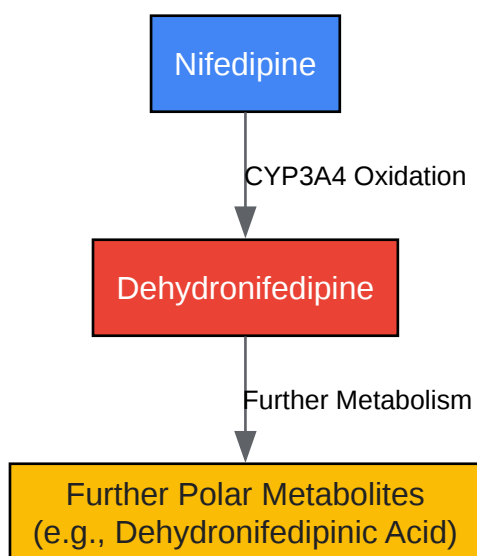 Nifedipine
CYP3A4 Oxidation
Dehydronifedipine
Further Metabolism
Further Polar Metabolites
(e.g., Dehydronifedipinic Acid)